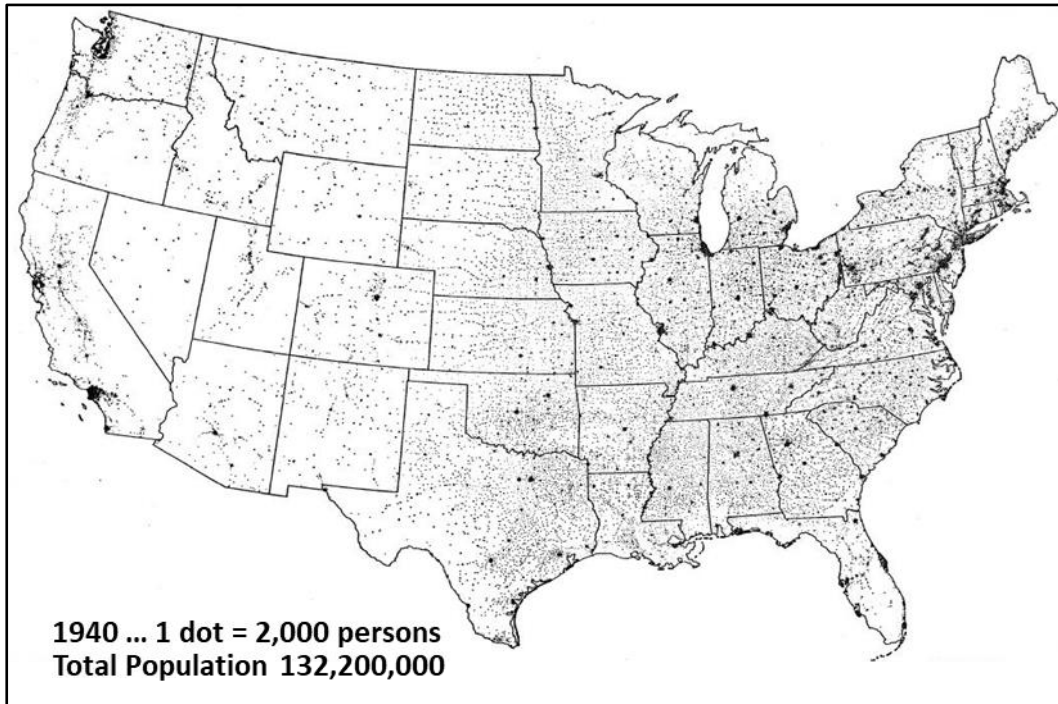 1940 ... 1 dot = 2,000 persons
Total Population 132,200,000